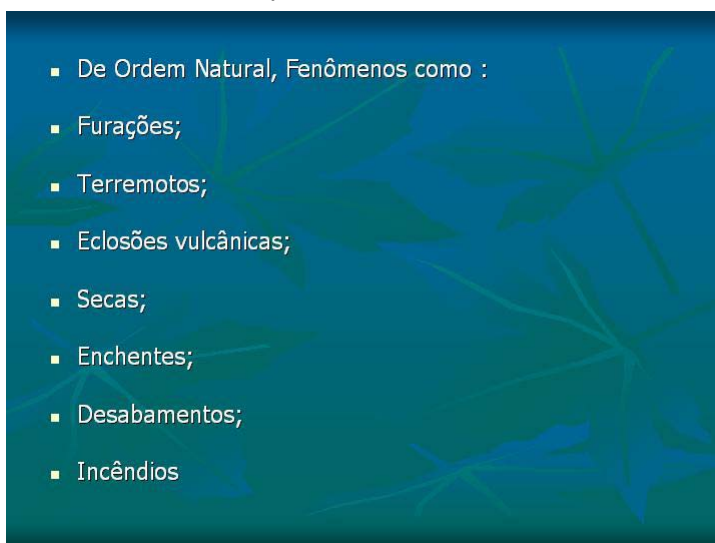 De Ordem Natural, Fenômenos como :
Furações;
Terremotos;
Eclosões vulcânicas;
Secas;
Enchentes;
Desabamentos;
Incêndios